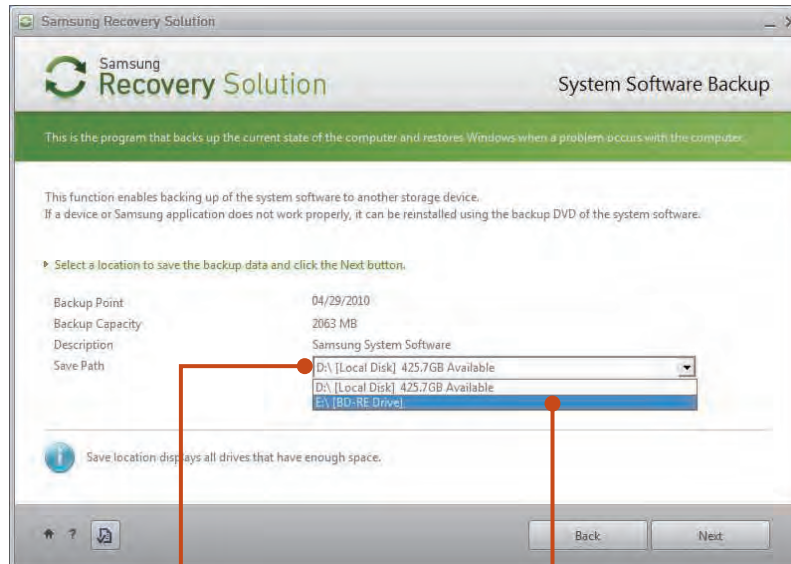 Samsung Recovery Solution
Samsung
Recovery Solution
System Software Backup
This is the program that backs up the current state of the computer and restores Windows when a problem occurs with the computer.
This function enables backing up of the system software to another storage device.
If a device or Samsung application does not work properly, it can be reinstalled using the backup DVD of the system software.
Select a location to save the backup data and click the Next button.
Backup Point 04/29/2010
Backup Capacity 2063 MB
Description Samsung System Software
Save Path D:\ [Local Disk] 425.7GB Available
D:\ [Local Disk] 425.7GB Available
E:\ [BD-RE Drive]
Save location displays all drives that have enough space.
? Back Next